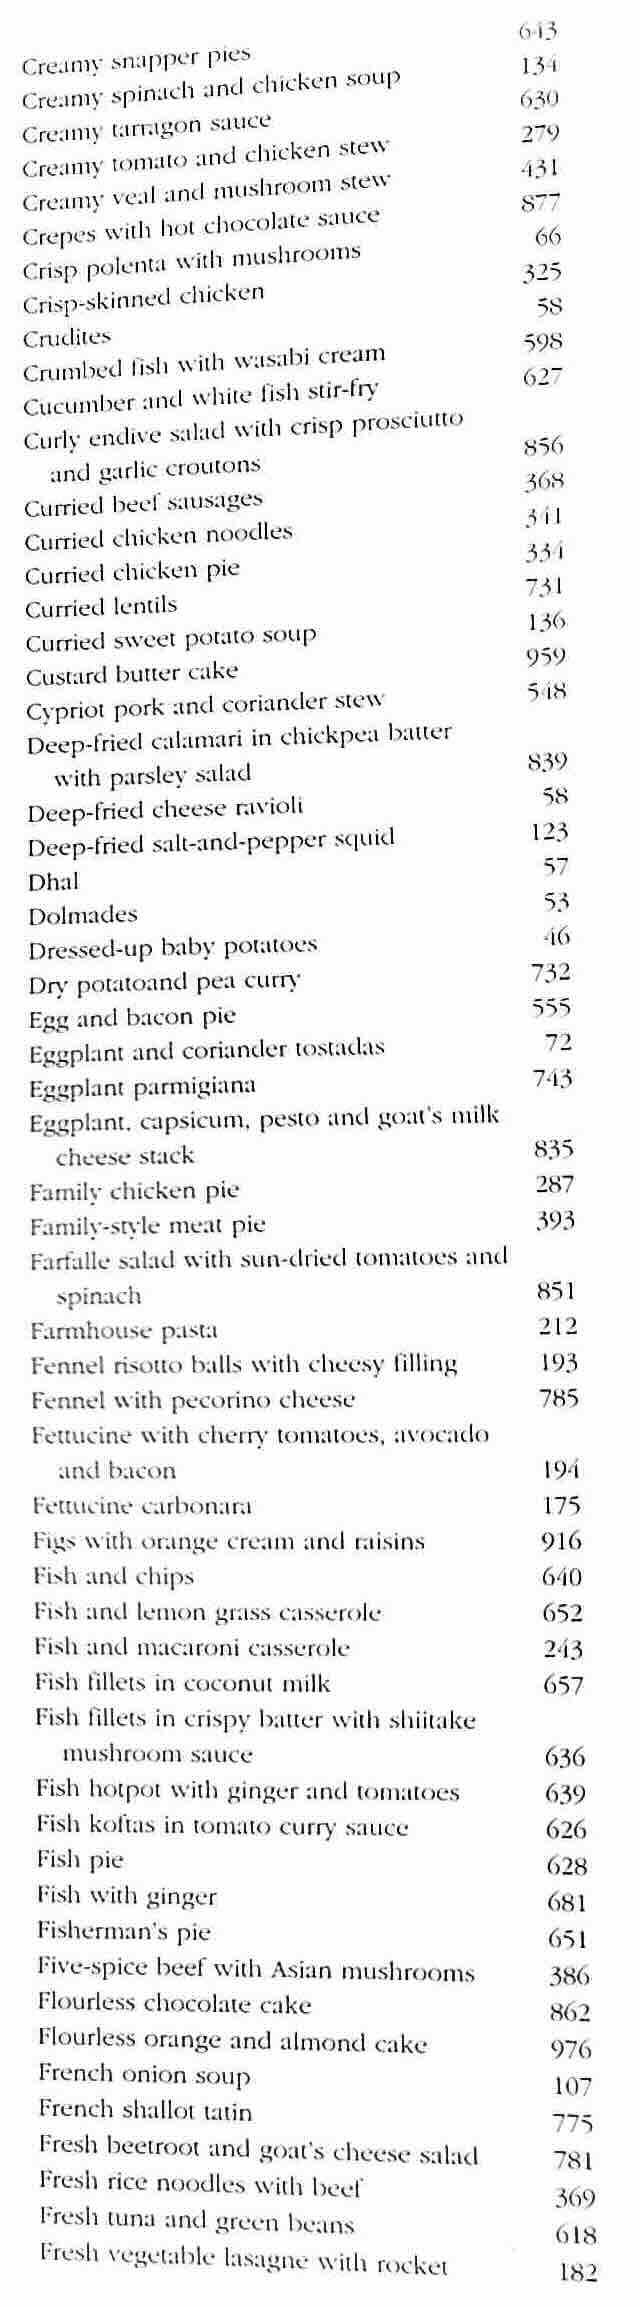 Creamy snapper pies 643
Creamy spinach and chicken soup 134
Creamy tarragon sauce 630
Creamy tomato and chicken stew 279
Creamy veal and mushroom stew 431
Crepes with hot chocolate sauce 877
Crisp polenta with mushrooms 66
Crisp-skinned chicken 325
Crudites 58
Crumbed fish with wasabi cream 598
Cucumber and white fish stir-fry 627
Curly endive salad with crisp prosciutto
and garlic croutons 856
Curried beef sausages 368
Curried chicken noodles 341
Curried chicken pie 334
Curried lentils 731
Curried sweet potato soup 136
Custard butter cake 959
Cypriot pork and coriander stew 548
Deep-fried calamari in chickpea batter
with parsley salad 839
Deep-fried cheese ravioli 58
Deep-fried salt-and-pepper squid 123
Dhal 57
Dolmades 53
Dressed-up baby potatoes 46
Dry potatoand pea curry 732
Egg and bacon pie 555
Eggplant and coriander tostadas 72
Eggplant parmigiana 743
Eggplant, capsicum, pesto and goat's milk
cheese stack 835
Family chicken pie 287
Family-style meat pie 393
Farfalle salad with sun-dried tomatoes and
spinach 851
Farmhouse pasta 212
Fennel risotto balls with cheesy filling 193
Fennel with pecorino cheese 785
Fettucine with cherry tomatoes, avocado
and bacon 194
Fettucine carbonara 175
Figs with orange cream and raisins 916
Fish and chips 640
Fish and lemon grass casserole 652
Fish and macaroni casserole 243
Fish fillets in coconut milk 657
Fish fillets in crispy batter with shiitake
mushroom sauce 636
Fish hotpot with ginger and tomatoes 639
Fish koftas in tomato curry sauce 626
Fish pie 628
Fish with ginger 681
Fisherman's pie 651
Five-spice beef with Asian mushrooms 386
Flourless chocolate cake 862
Flourless orange and almond cake 976
French onion soup 107
French shallot tatin 775
Fresh beetroot and goat's cheese salad 781
Fresh rice noodles with beef 369
Fresh tuna and green beans 618
Fresh vegetable lasagne with rocket 182